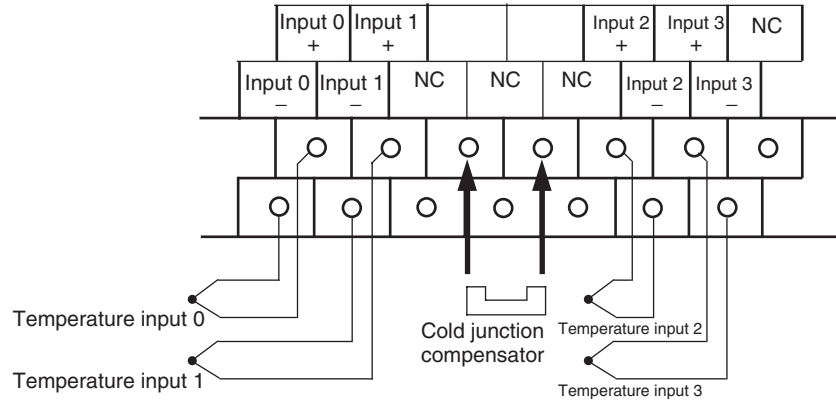 Input 0 Input 1 Input 2 Input 3 NC
+ + + +
Input 0 Input 1 NC NC NC Input 2 Input 3
– – – –
Temperature input 0
Cold junction
compensator
Temperature input 2
Temperature input 1
Temperature input 3